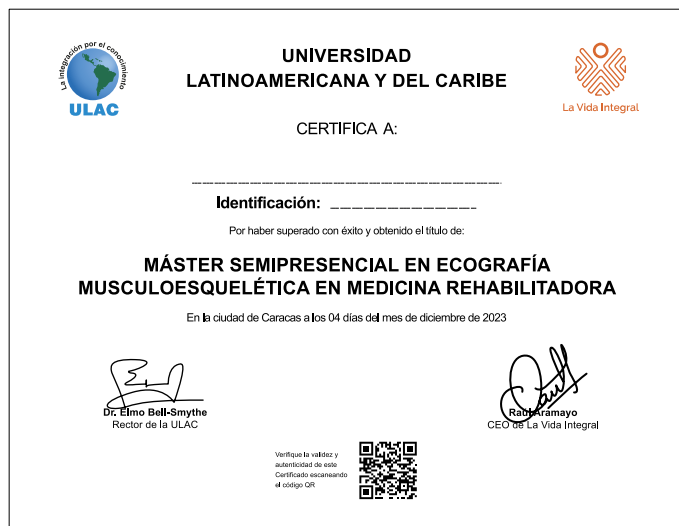 La integración por el conocimiento
ULAC
UNIVERSIDAD
LATINOAMERICANA Y DEL CARIBE
La Vida Integral
CERTIFICA A:
Identificación:
Por haber superado con éxito y obtenido el título de:
MÁSTER SEMIPRESENCIAL EN ECOGRAFÍA
MUSCULOESQUELÉTICA EN MEDICINA REHABILITADORA
En la ciudad de Caracas a los 04 días del mes de diciembre de 2023
Dr. Elmo Bell-Smythe
Rector de la ULAC
Raúl Aramayo
CEO de La Vida Integral
Verifique la validez y
autenticidad de este
Certificado escaneando
el código QR